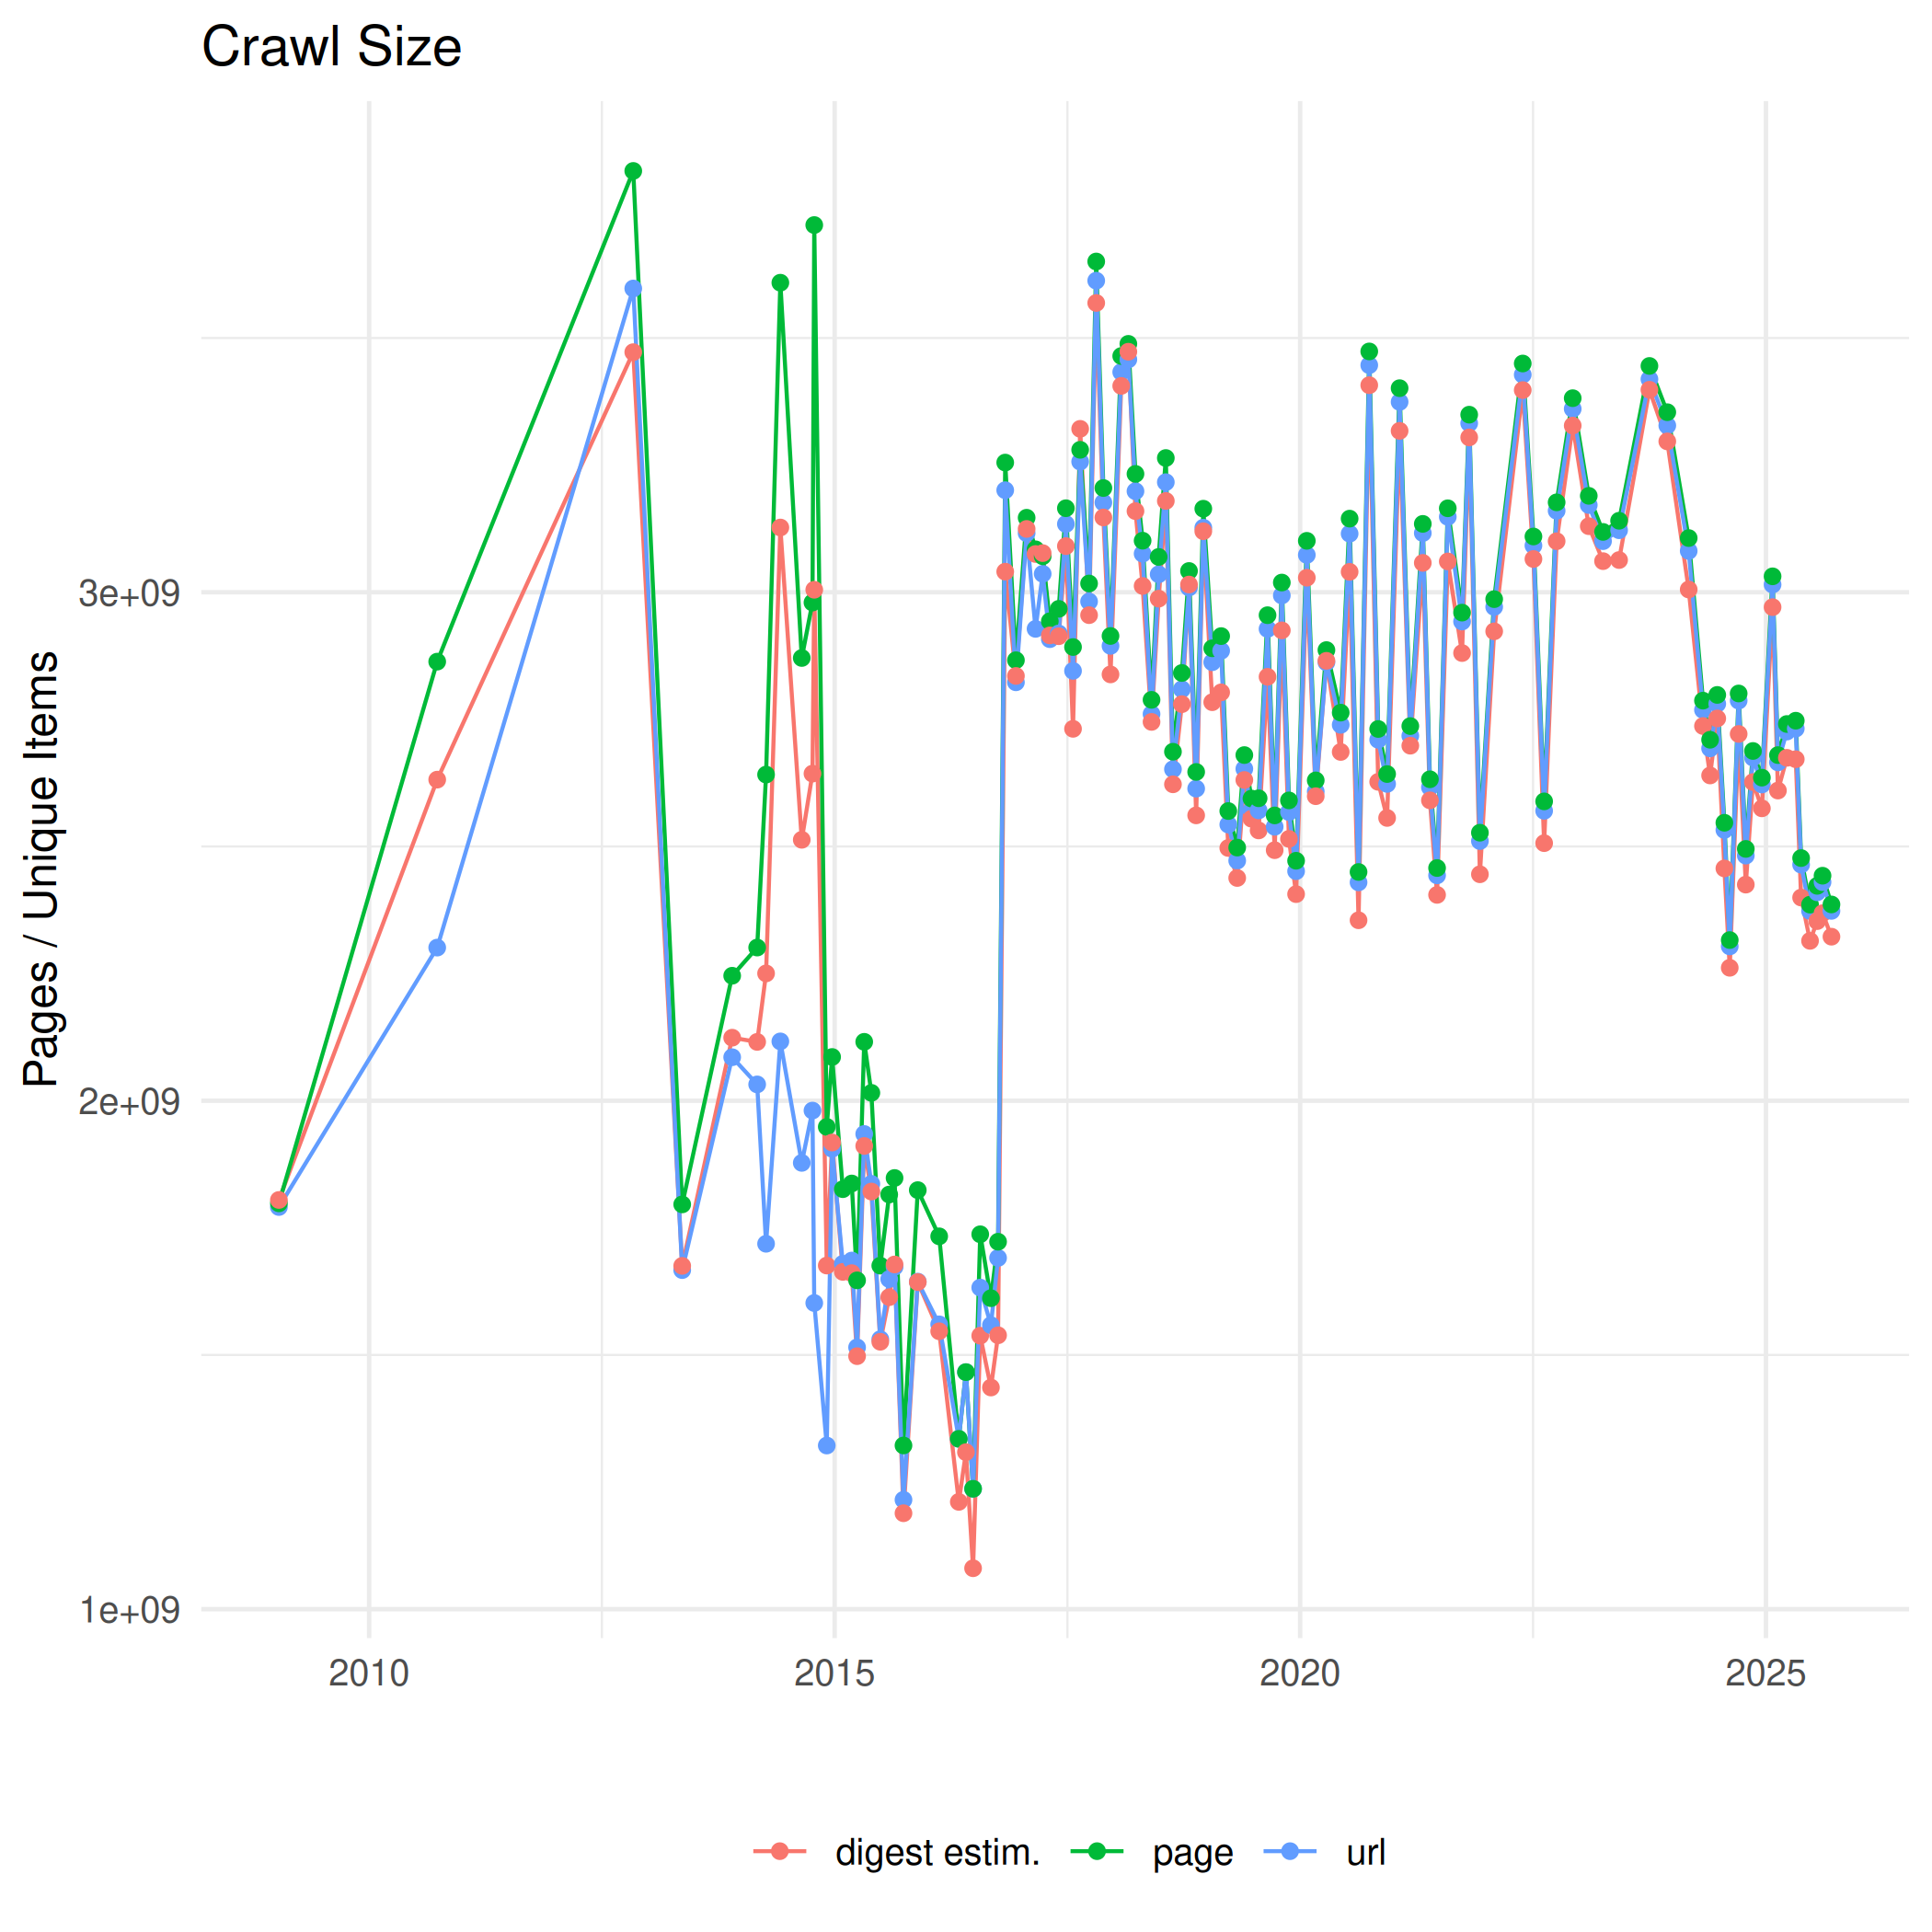 Crawl Size
Pages / Unique Items
3e+09
2e+09
1e+09
2010
2015
2020
2025
digest estim.
page
url